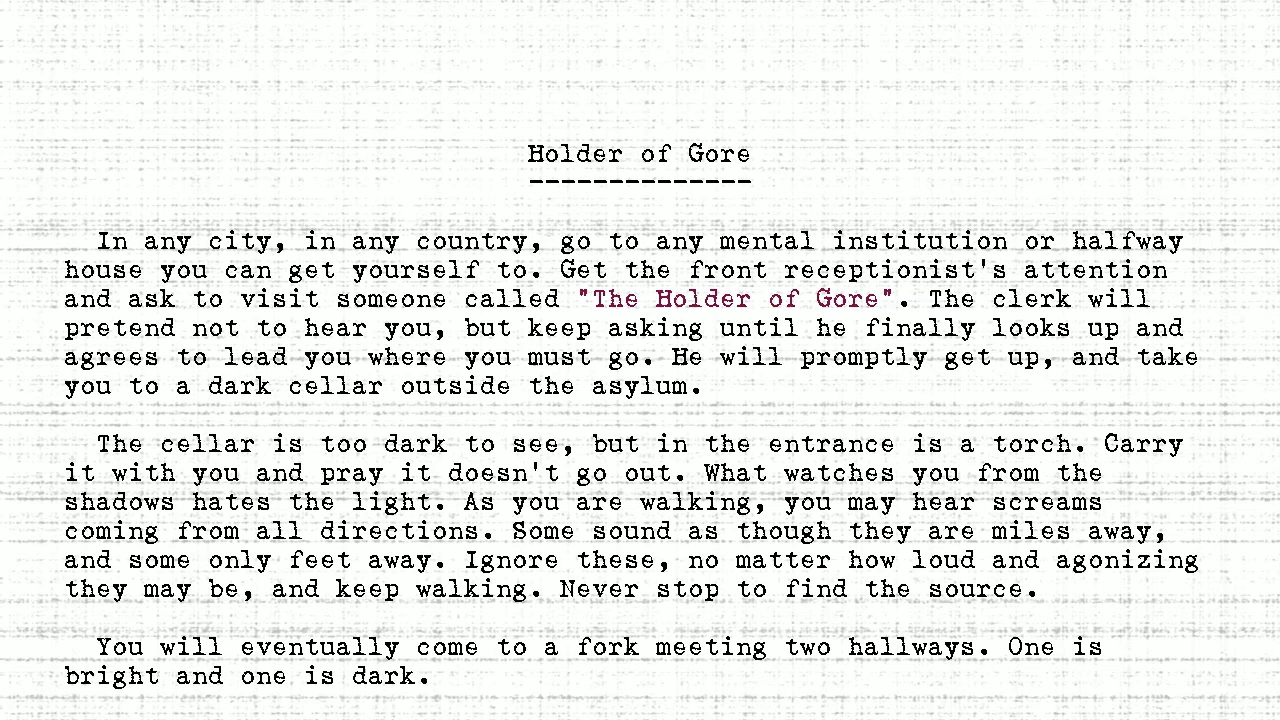 Holder of Gore
--------------
In any city, in any country, go to any mental institution or halfway
house you can get yourself to. Get the front receptionist's attention
and ask to visit someone called "The Holder of Gore". The clerk will
pretend not to hear you, but keep asking until he finally looks up and
agrees to lead you where you must go. He will promptly get up, and take
you to a dark cellar outside the asylum.
The cellar is too dark to see, but in the entrance is a torch. Carry
it with you and pray it doesn't go out. What watches you from the
shadows hates the light. As you are walking, you may hear screams
coming from all directions. Some sound as though they are miles away,
and some only feet away. Ignore these, no matter how loud and agonizing
they may be, and keep walking. Never stop to find the source.
You will eventually come to a fork meeting two hallways. One is
bright and one is dark.